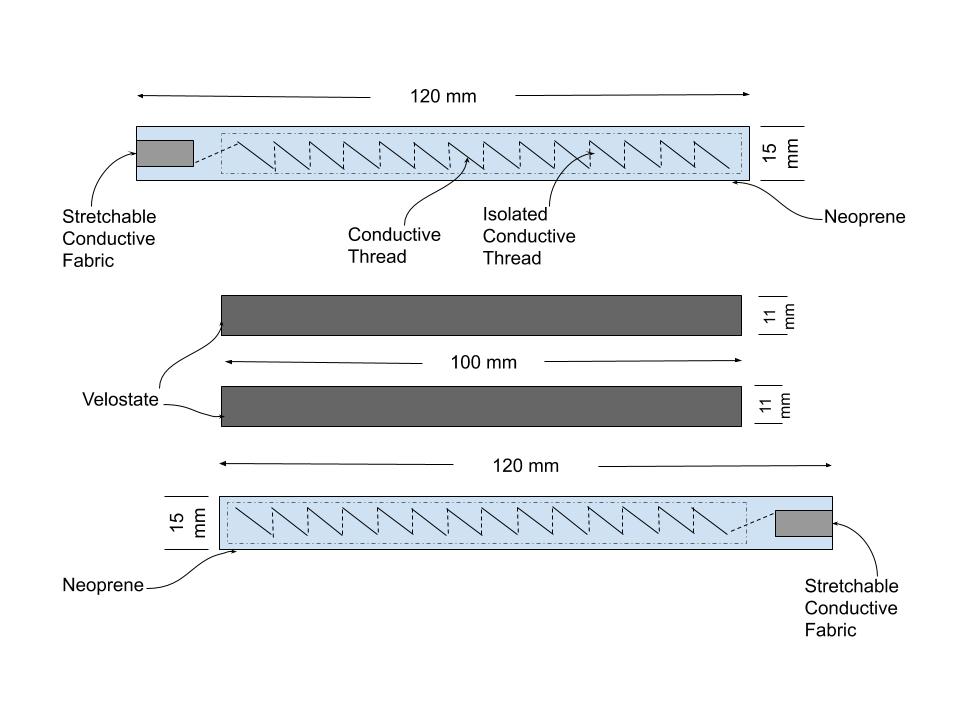 120 mm
15
mm
Stretchable
Conductive
Fabric
Conductive
Thread
Isolated
Conductive
Thread
Neoprene
11
mm
100 mm
Velostate
11
mm
120 mm
15
mm
Neoprene
Stretchable
Conductive
Fabric